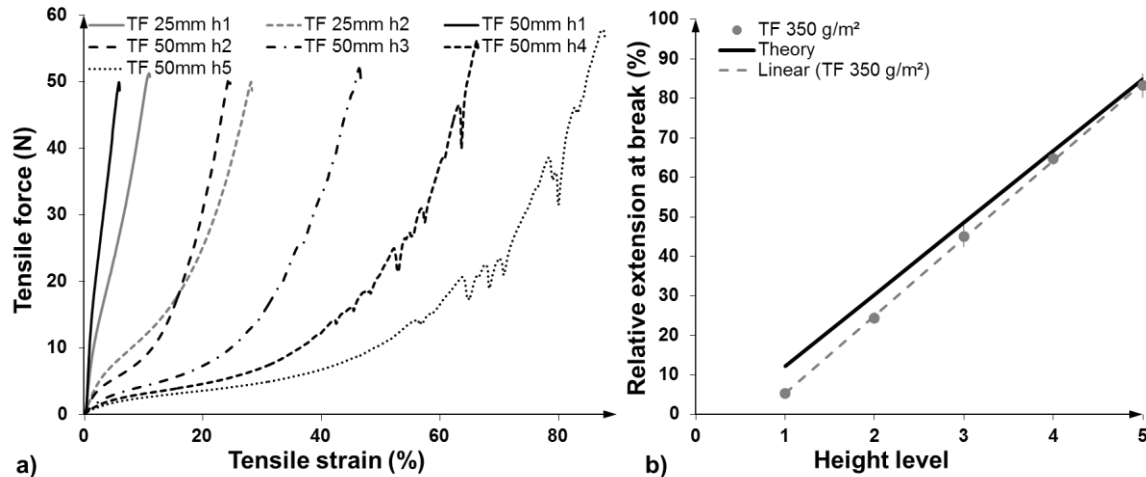 TF 25mm h1 TF 25mm h2 TF 50mm h1
TF 50mm h2 TF 50mm h3 TF 50mm h4
TF 50mm h5
60
50
40
30
20
10
0
Tensile force (N)
0 20 40 60 80
Tensile strain (%)
a)
TF 350 g/m²
Theory
Linear (TF 350 g/m²)
100
90
80
70
60
50
40
30
20
10
0
Relative extension at break (%)
0 1 2 3 4 5
Height level
b)